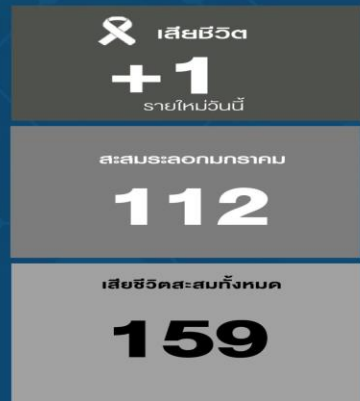 เสียชีวิต
+1
รายใหม่วันนี้
สะสมระลอกมกราคม
112
เสียชีวิตสะสมทั้งหมด
159